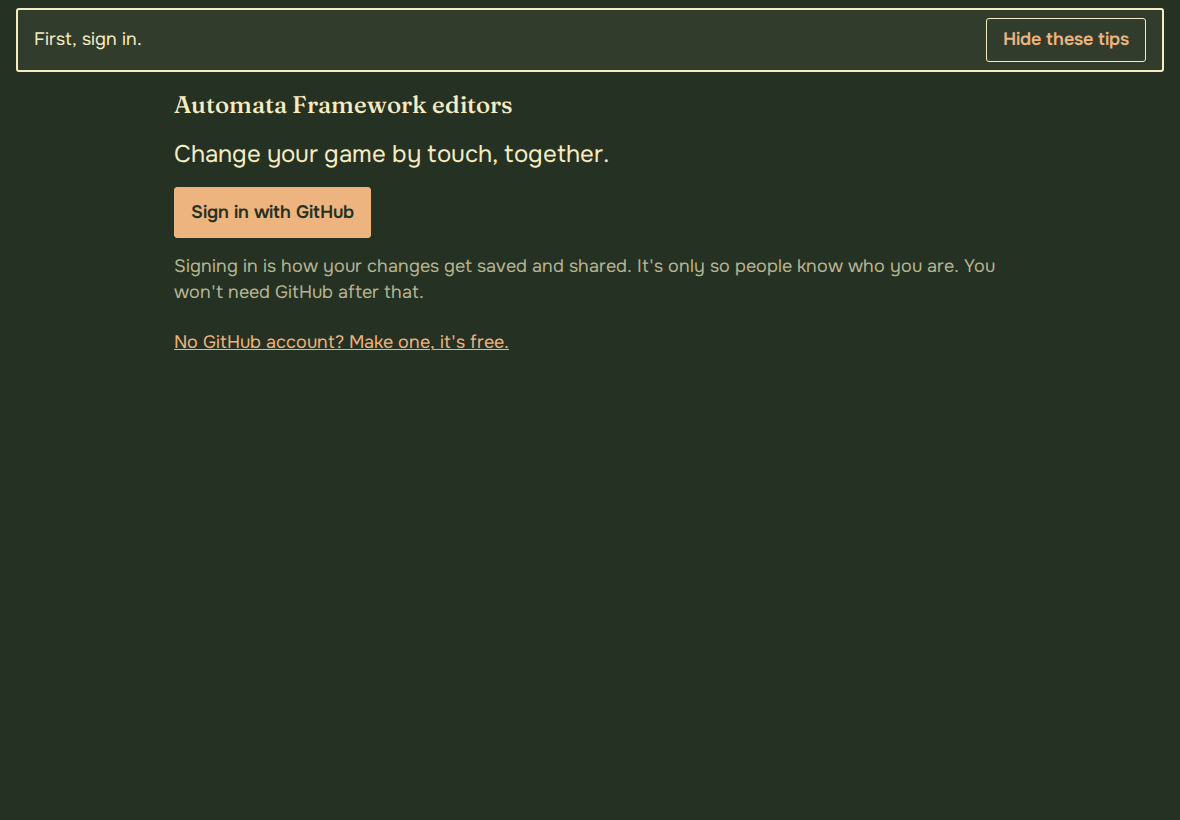 First, sign in.
Hide these tips
Automata Framework editors
Change your game by touch, together.
Sign in with GitHub
Signing in is how your changes get saved and shared. It's only so people know who you are. You
won't need GitHub after that.
No GitHub account? Make one, it's free.